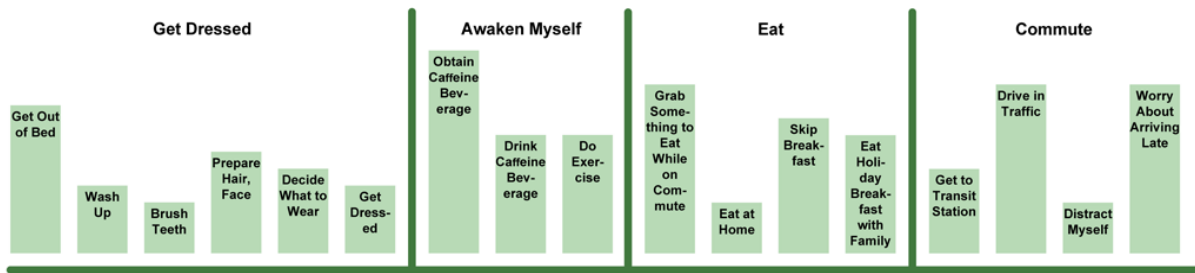 Get Dressed
Get Out
of Bed
Wash
Up
Brush
Teeth
Prepare
Hair,
Face
Decide
What to
Wear
Get
Dress-
ed
Awaken Myself
Obtain
Caffeine
Bev-
erage
Drink
Caffeine
Bev-
erage
Do
Exer-
cise
Eat
Grab
Some-
thing to
Eat
While
on
Com-
mute
Eat at
Home
Skip
Break-
fast
Eat
Holi-
day
Break-
fast
with
Family
Commute
Get to
Transit
Station
Drive in
Traffic
Distract
Myself
Worry
About
Arriving
Late